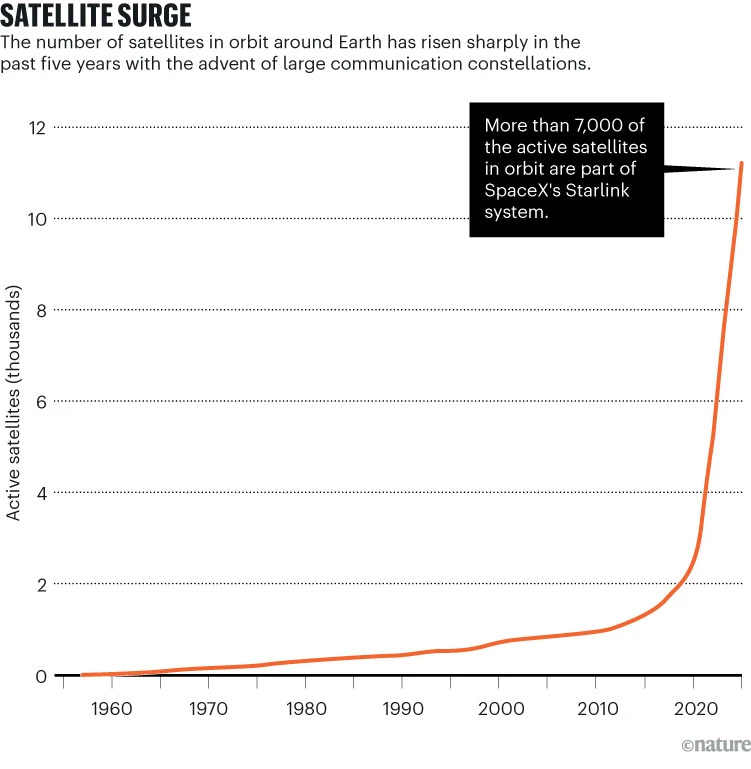 SATELLITE SURGE
The number of satellites in orbit around Earth has risen sharply in the
past five years with the advent of large communication constellations.
12
More than 7,000 of
the active satellites
in orbit are part of
SpaceX's Starlink
system.
10
8
Active satellites (thousands)
6
4
2
0
1960 1970 1980 1990 2000 2010 2020
©nature